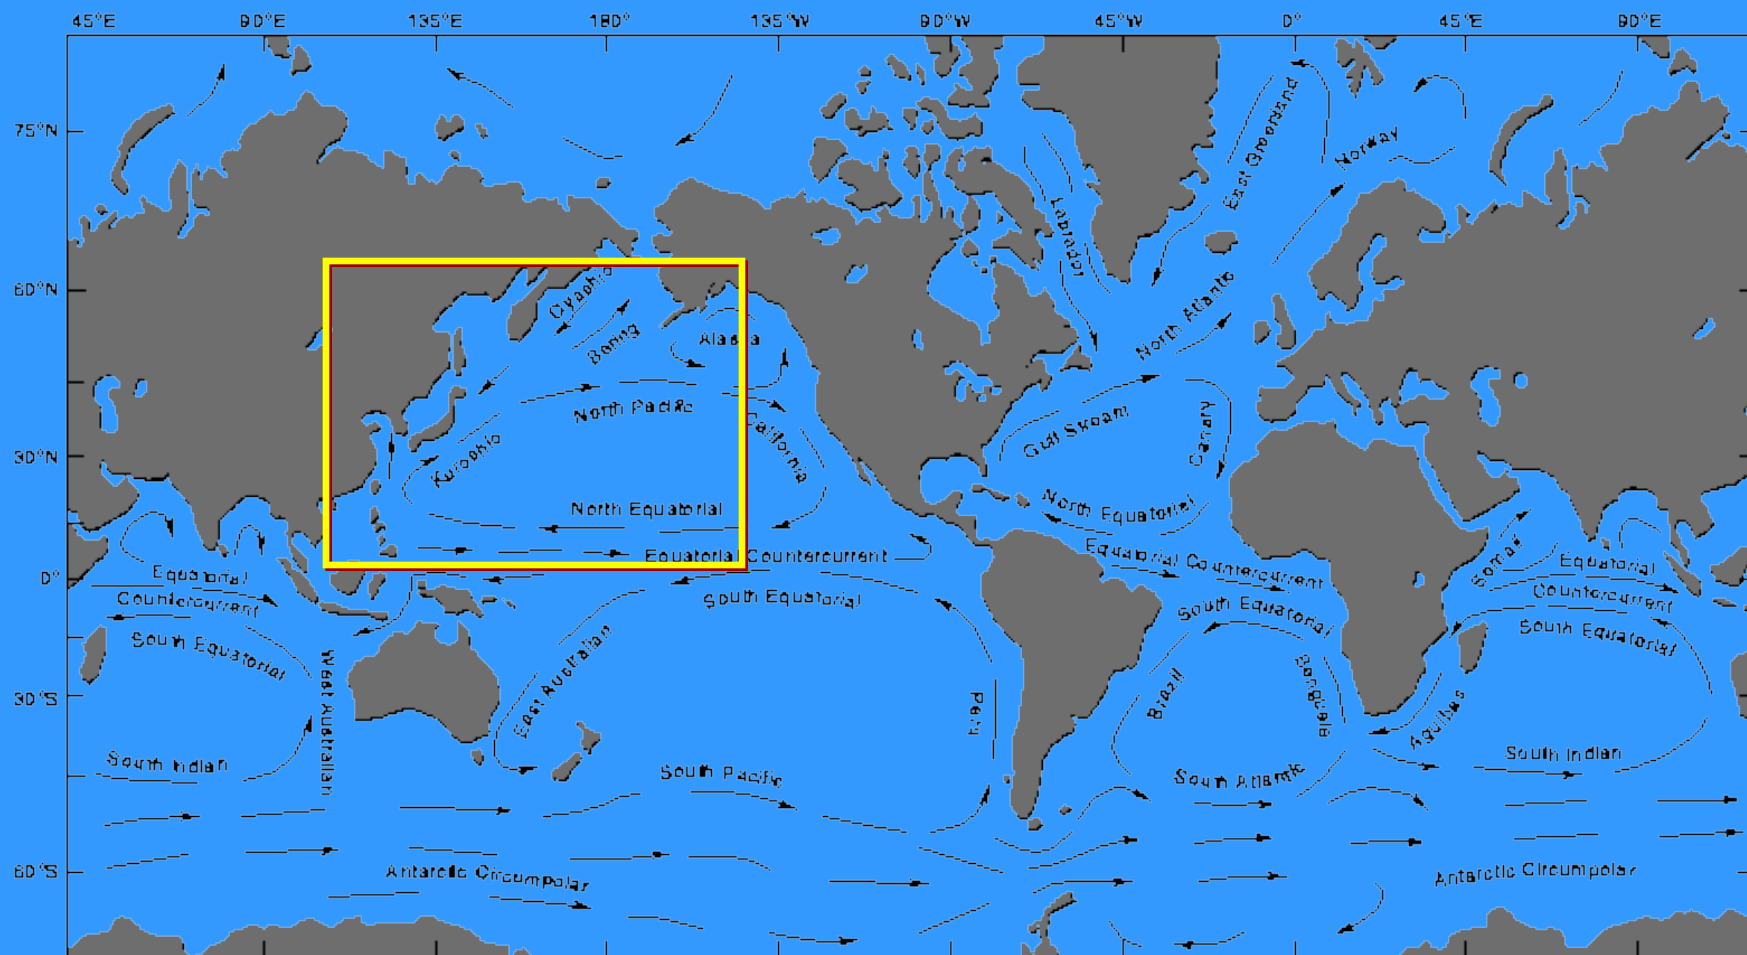 45°E 90°E 135°E 180° 135°W 90°W 45°W 0° 45°E 90°E
75°N
60°N
30°N
0°
30°S
60°S
East Greenland
Norway
Labrador
North Atlantic
Oyashio
Bering
Alaska
North Pacific
Kuroshio
California
Gulf Stream
Canary
North Equatorial
North Equatorial
Equatorial Countercurrent
Equatorial Countercurrent
Somali
Equatorial
Countercurrent
Equatorial
Countercurrent
South Equatorial
South Equatorial
South Equatorial
South Equatorial
West Australian
East Australian
Peru
Brazil
Benguela
Agulhas
South Indian
South Pacific
South Atlantic
South Indian
Antarctic Circumpolar
Antarctic Circumpolar